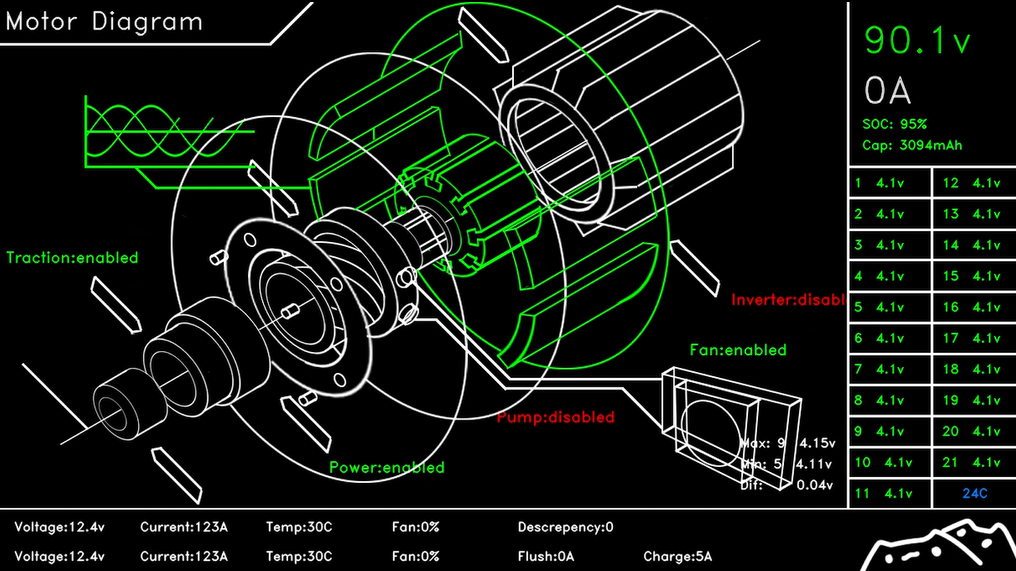 Motor Diagram
90.1v
0A
SOC: 95%
Cap: 3094mAh
1 4.1v 12 4.1v
2 4.1v 13 4.1v
3 4.1v 14 4.1v
4 4.1v 15 4.1v
5 4.1v 16 4.1v
6 4.1v 17 4.1v
7 4.1v 18 4.1v
8 4.1v 19 4.1v
9 4.1v 20 4.1v
10 4.1v 21 4.1v
11 4.1v 24C
Traction:enabled
Inverter:disabl
Fan:enabled
Pump:disabled
Max: 9 4.15v
Min: 5 4.11v
Dif: 0.04v
Power:enabled
Voltage:12.4v Current:123A Temp:30C Fan:0% Descrepency:0
Voltage:12.4v Current:123A Temp:30C Fan:0% Flush:0A Charge:5A